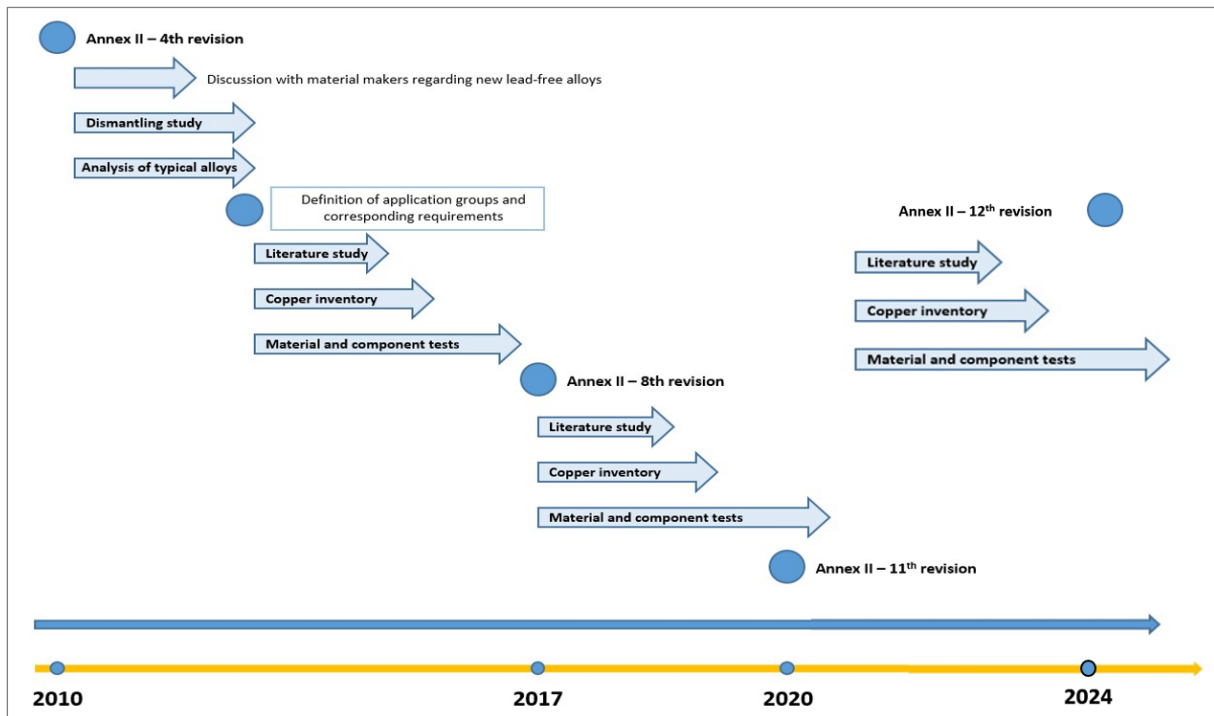 Annex II – 4th revision
Discussion with material makers regarding new lead-free alloys
Dismantling study
Analysis of typical alloys
Definition of application groups and
corresponding requirements
Literature study
Copper inventory
Material and component tests
Annex II – 8th revision
Literature study
Copper inventory
Material and component tests
Annex II – 11th revision
Annex II – 12th revision
Literature study
Copper inventory
Material and component tests
2010
2017
2020
2024